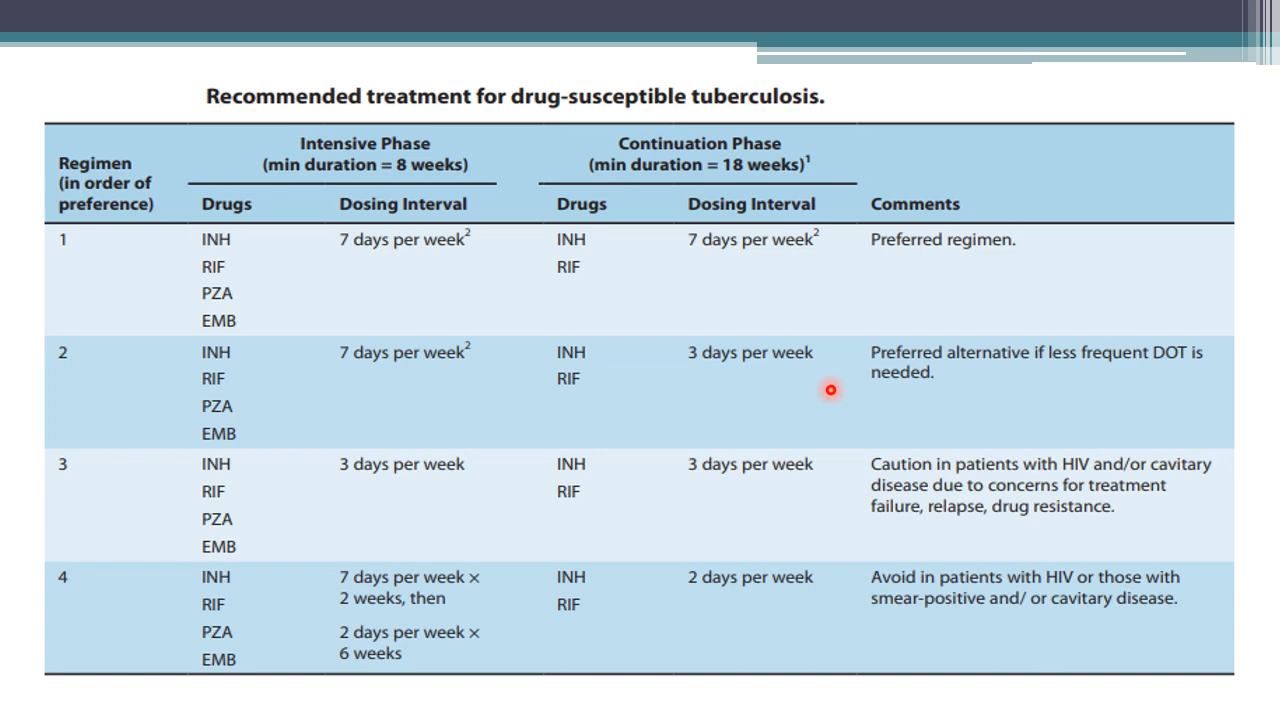 Recommended treatment for drug-susceptible tuberculosis.
Regimen (in order of preference) | Intensive Phase (min duration = 8 weeks) | Continuation Phase (min duration = 18 weeks)¹ | Comments
Drugs | Dosing Interval | Drugs | Dosing Interval
1 | INH | 7 days per week² | INH | 7 days per week² | Preferred regimen.
RIF | RIF
PZA
EMB
2 | INH | 7 days per week² | INH | 3 days per week | Preferred alternative if less frequent DOT is
RIF | RIF | needed.
PZA
EMB
3 | INH | 3 days per week | INH | 3 days per week | Caution in patients with HIV and/or cavitary
RIF | RIF | disease due to concerns for treatment
PZA | failure, relapse, drug resistance.
EMB
4 | INH | 7 days per week × | INH | 2 days per week | Avoid in patients with HIV or those with
RIF | 2 weeks, then | RIF | smear-positive and/ or cavitary disease.
PZA | 2 days per week ×
EMB | 6 weeks